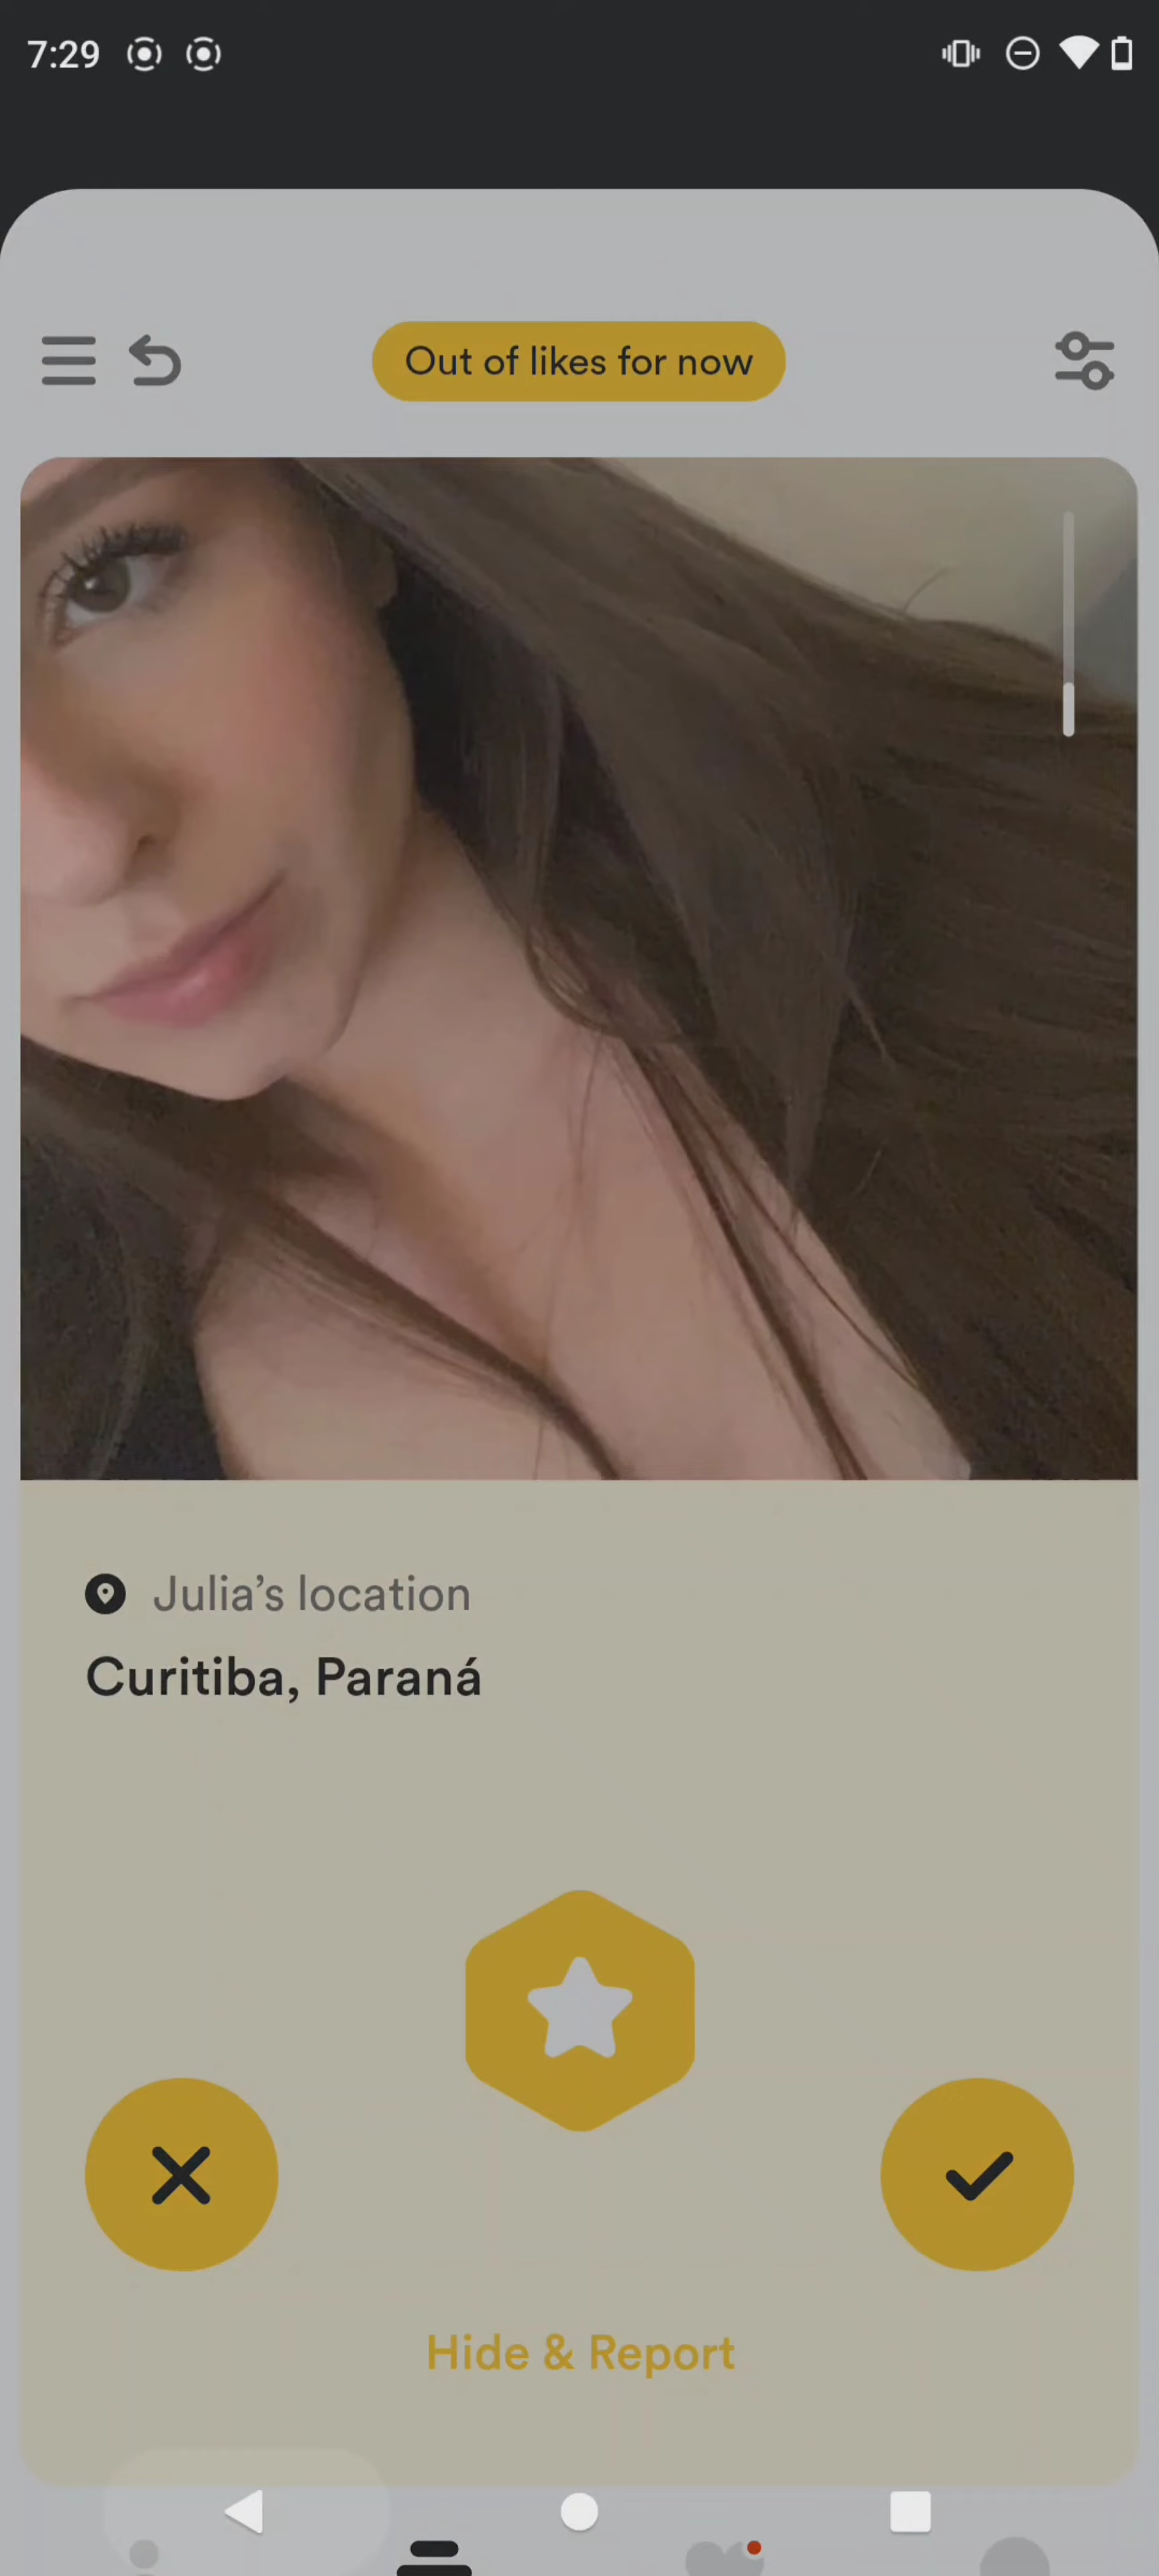 7:29
Out of likes for now
Julia’s location
Curitiba, Paraná
Hide & Report